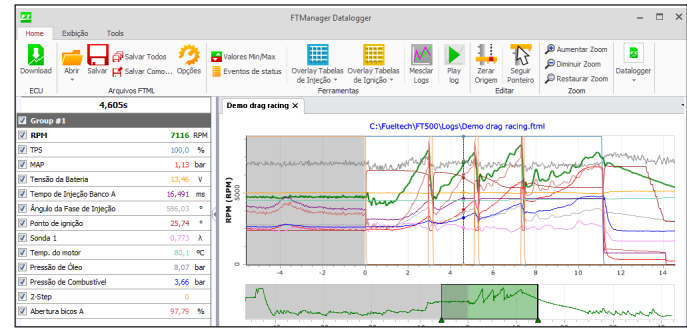 FTManager Datalogger
Home Exibição Tools
Download
Abrir
Salvar
Salvar Todos
Salvar Como...
Opções
Valores Min/Max
Eventos de status
Overlay Tabelas de Injeção
Overlay Tabelas de Ignição
Mesclar Logs
Play log
Zerar Origem
Seguir Ponteiro
Aumentar Zoom
Diminuir Zoom
Restaurar Zoom
Datalogger
ECU Arquivos FTML Ferramentas Editar Zoom
4,605s
Demo drag racing X
Group #1
RPM 7116 RPM
TPS 100,0 %
MAP 1,13 bar
Tensão da Bateria 13,46 V
Tempo de Injeção Banco A 16,491 ms
Ângulo da Fase de Injeção 586,03 °
Ponto de ignição 25,74 °
Sonda 1 0,773 λ
Temp. do motor 80,1 ºC
Pressão de Óleo 8,07 bar
Pressão de Combustível 3,66 bar
2-Step 0
Abertura bicos A 97,79 %
C:\Fueltech\FT500\Logs\Demo drag racing.ftml
RPM (RPM)
5000
0
-4 -2 0 2 4 6 8 10 12 14